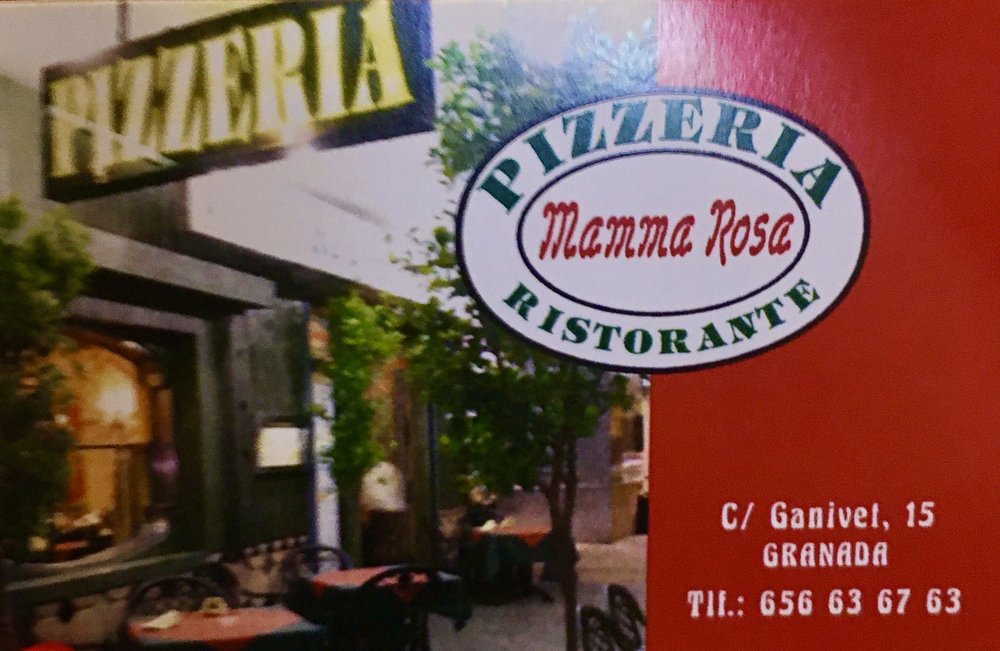 PIZZERIA
PIZZERIA
Mamma Rosa
RISTORANTE
C/ Ganivet, 15
GRANADA
Tlf.: 656 63 67 63